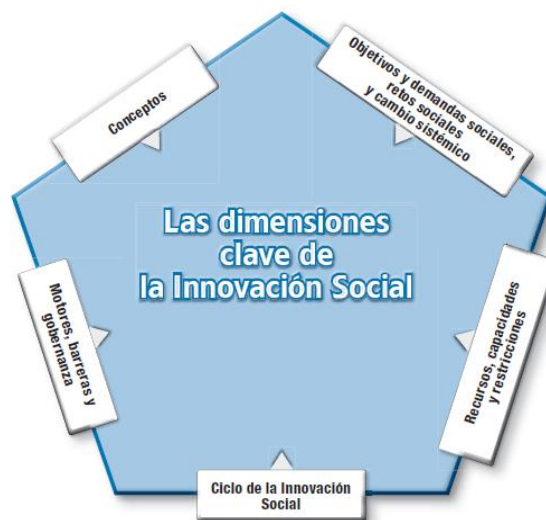 Conceptos
Objetivos y demandas sociales,
retos sociales
y cambio sistémico
Las dimensiones
clave de
la Innovación Social
Motores, barreras y
gobernanza
Recursos, capacidades
y restricciones
Ciclo de la Innovación
Social